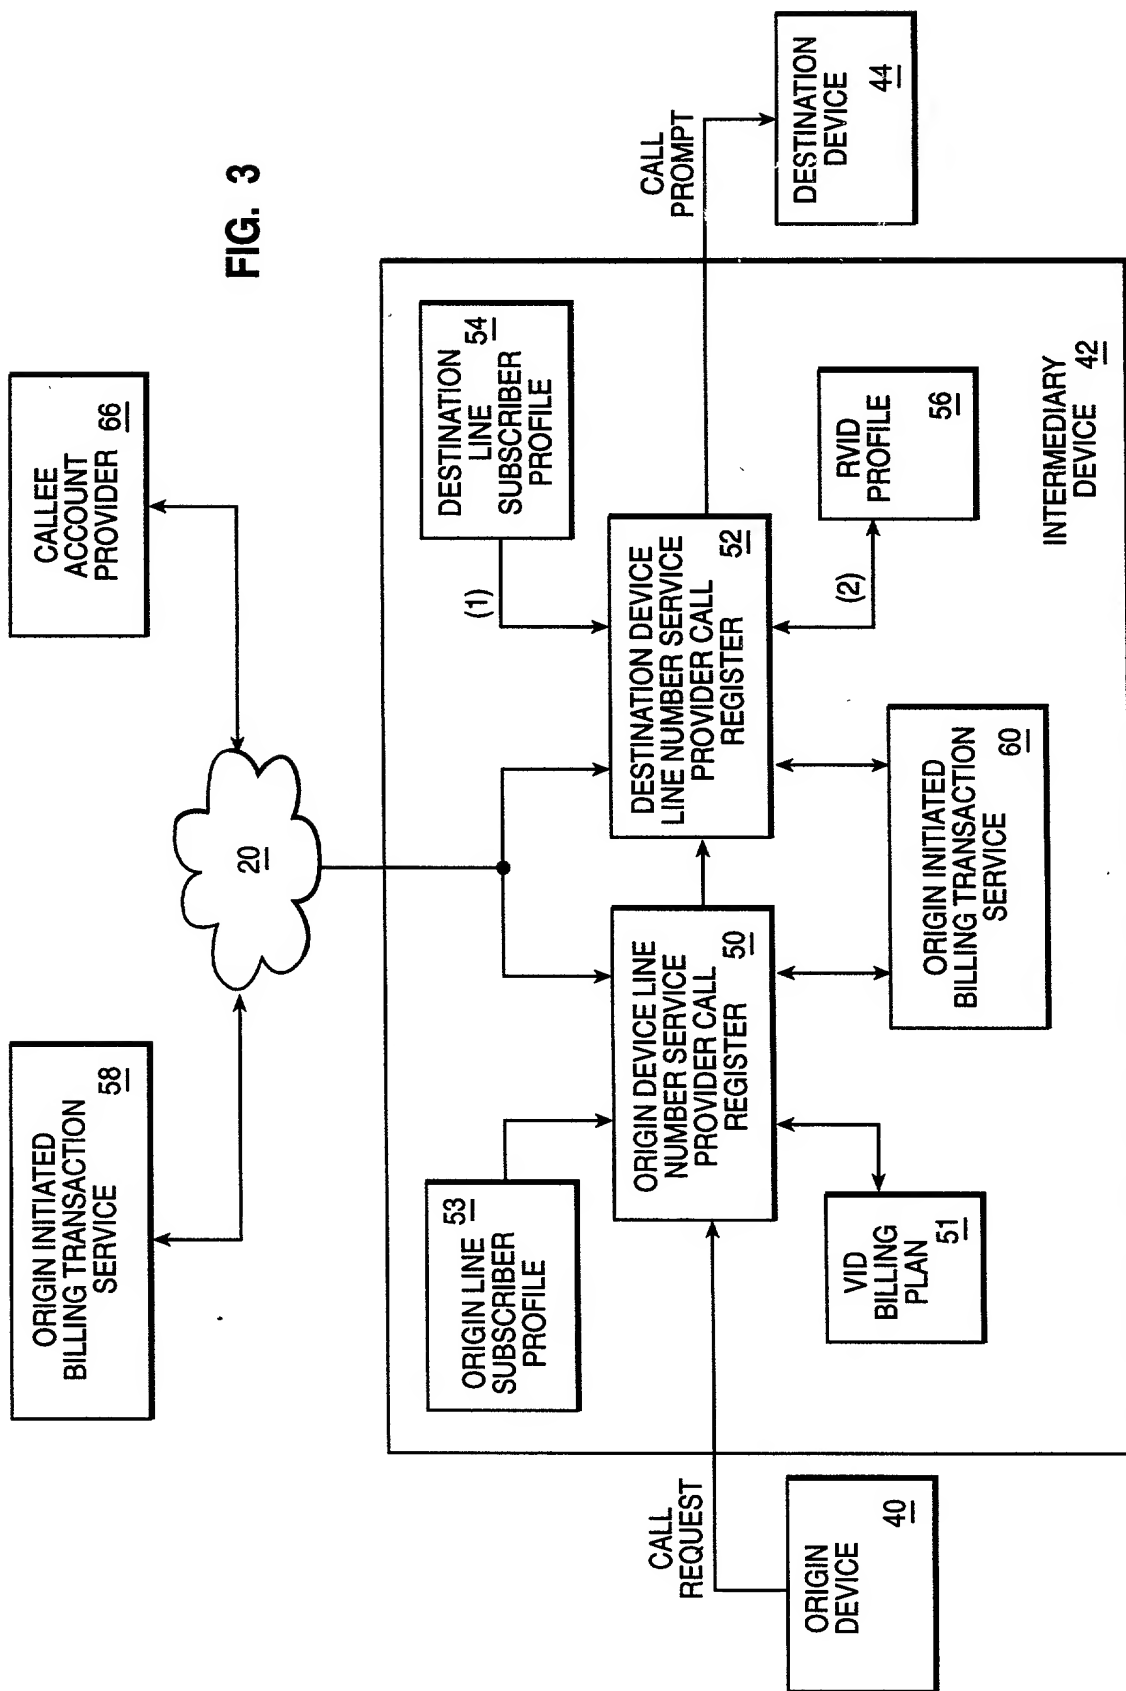 ORIGIN INITIATED
BILLING TRANSACTION
SERVICE
58
CALLEE
ACCOUNT
PROVIDER
66
FIG. 3
20
ORIGIN LINE
SUBSCRIBER
PROFILE
53
DESTINATION
LINE
SUBSCRIBER
PROFILE
54
(1)
CALL
REQUEST
ORIGIN DEVICE LINE
NUMBER SERVICE
PROVIDER CALL
REGISTER
50
DESTINATION DEVICE
LINE NUMBER SERVICE
PROVIDER CALL
REGISTER
52
CALL
PROMPT
ORIGIN
DEVICE
40
VID
BILLING
PLAN
51
ORIGIN INITIATED
BILLING TRANSACTION
SERVICE
60
(2)
RVID
PROFILE
56
DESTINATION
DEVICE
44
INTERMEDIARY
DEVICE
42